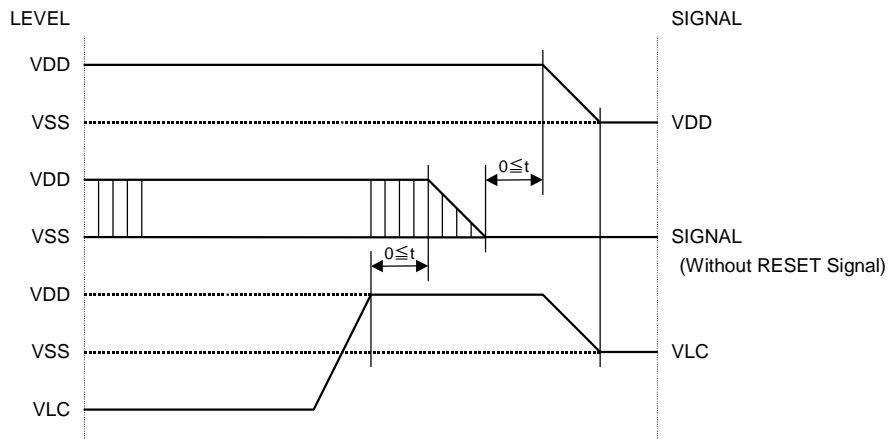 LEVEL SIGNAL
VDD
VSS VDD
VDD 0≦t
VSS SIGNAL
0≦t (Without RESET Signal)
VDD
VSS VLC
VLC